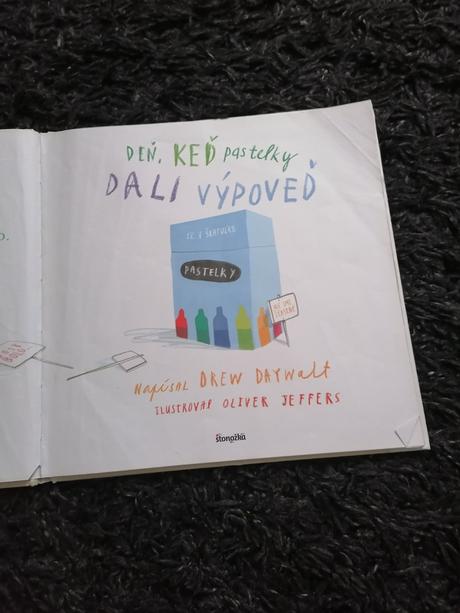 DEŇ, KEĎ pastelky
DALI VÝPOVEĎ
PASTELKY
Napísal DREW DAYWALT
ILUSTROVAL OLIVER JEFFERS
stonožka